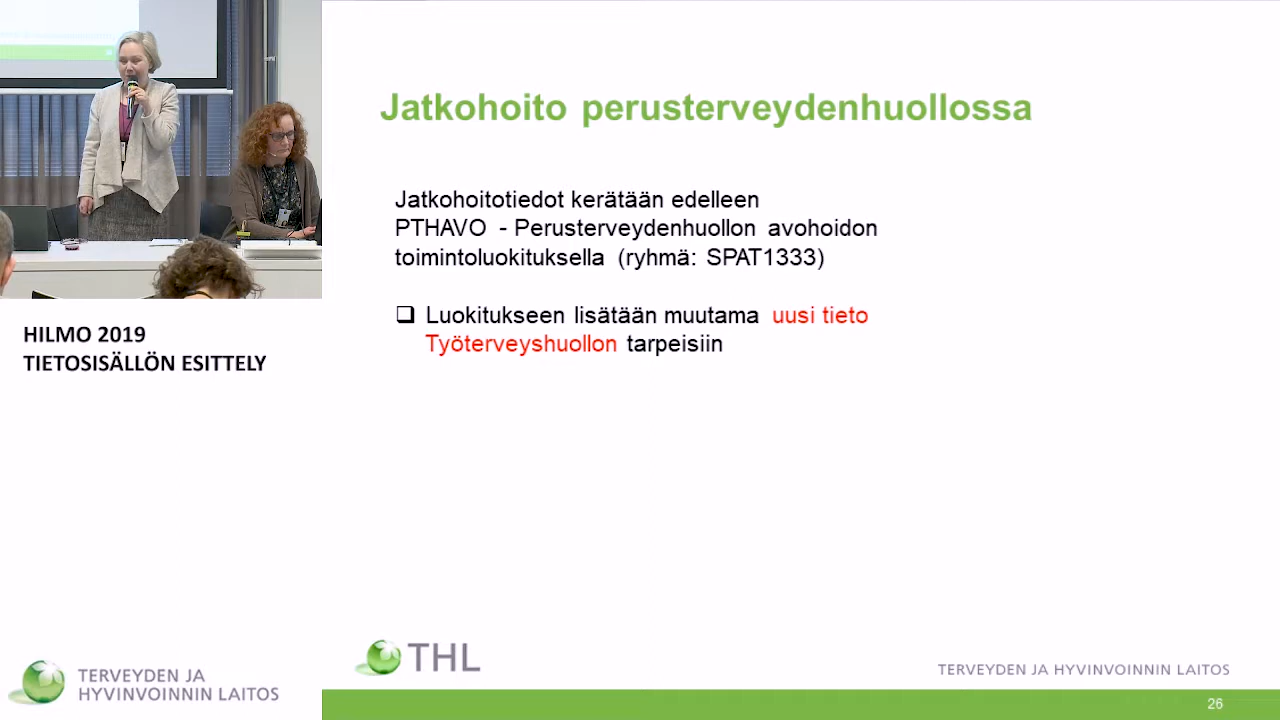 Jatkohoito perusterveydenhuollossa
Jatkohoitotiedot kerätään edelleen
PTHAVO - Perusterveydenhuollon avohoidon
toimintoluokituksella (ryhmä: SPAT1333)
Luokitukseen lisätään muutama uusi tieto
Työterveyshuollon tarpeisiin
HILMO 2019
TIETOSISÄLLÖN ESITTELY
TERVEYDEN JA
HYVINVOINNIN LAITOS
THL
TERVEYDEN JA HYVINVOINNIN LAITOS
26